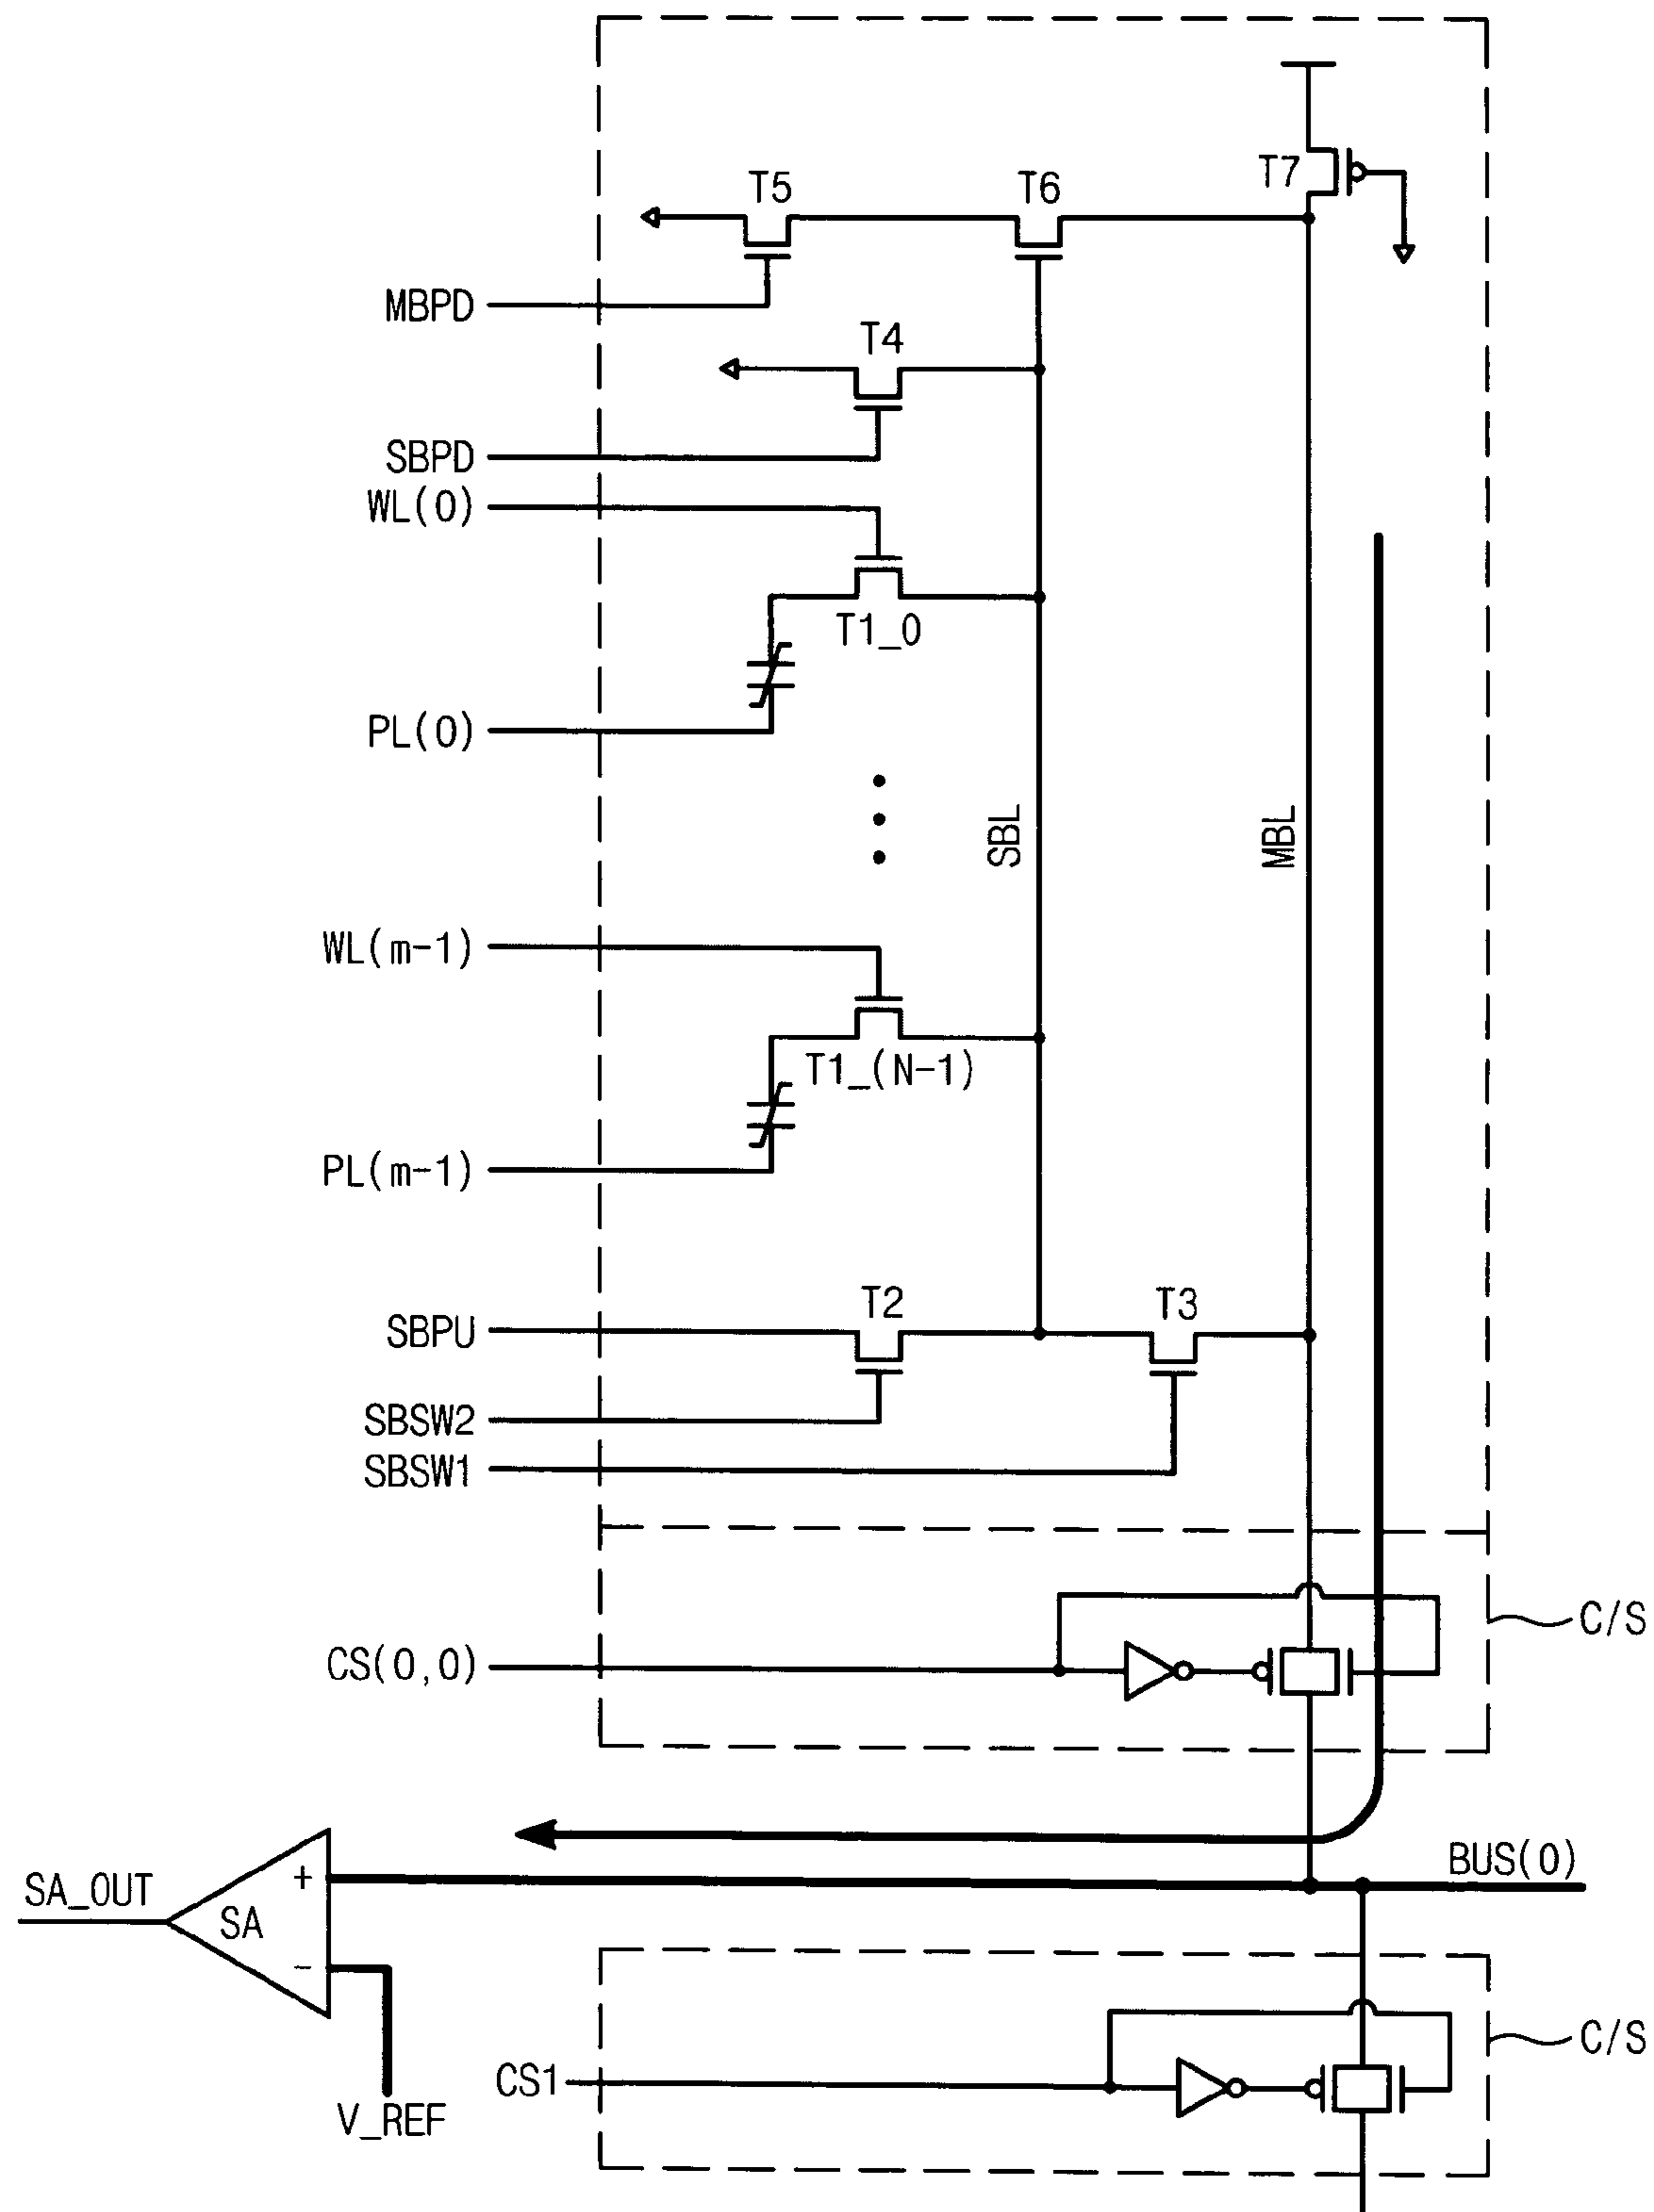 T7
T5
T6
MBPD
T4
SBPD
WL(0)
T1_0
PL(0)
SBL
MBL
WL(m-1)
T1_(N-1)
PL(m-1)
T2
T3
SBPU
SBSW2
SBSW1
C/S
CS(0,0)
BUS(0)
SA_OUT
+
SA
-
C/S
CS1
V_REF